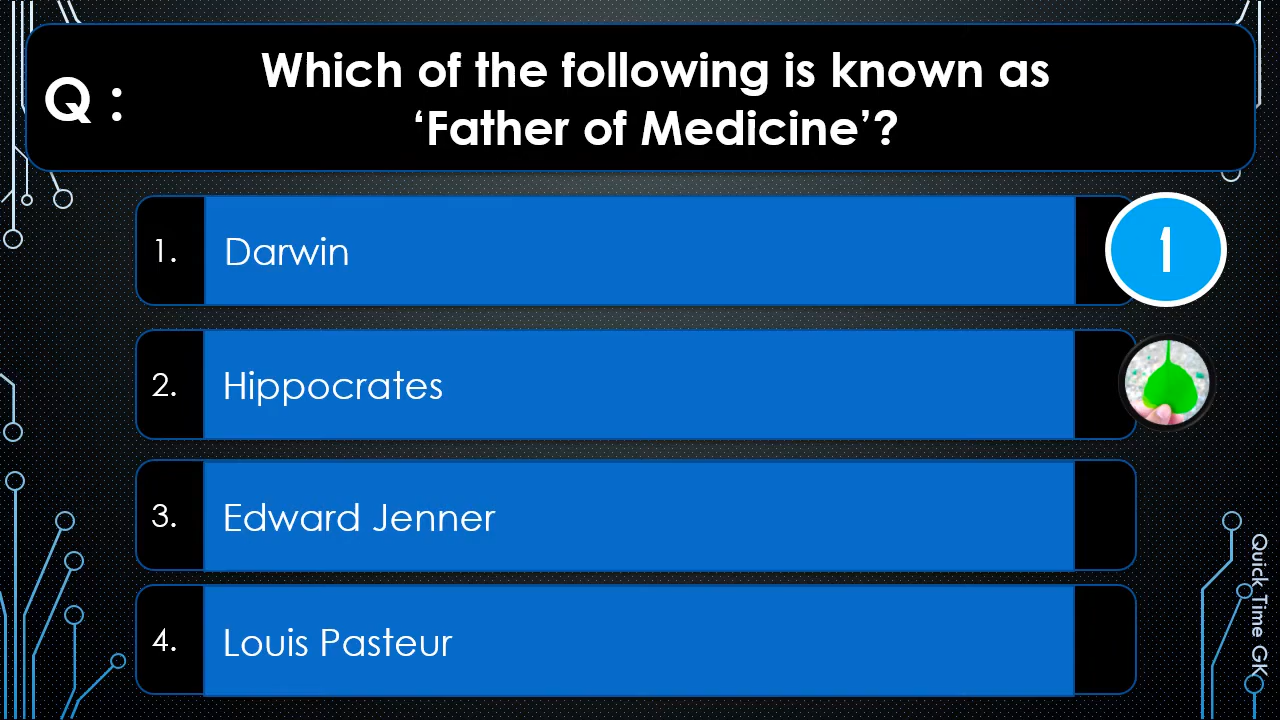 Q :
Which of the following is known as
‘Father of Medicine’?
1.
Darwin
1
2.
Hippocrates
3.
Edward Jenner
4.
Louis Pasteur
Quick Time GK